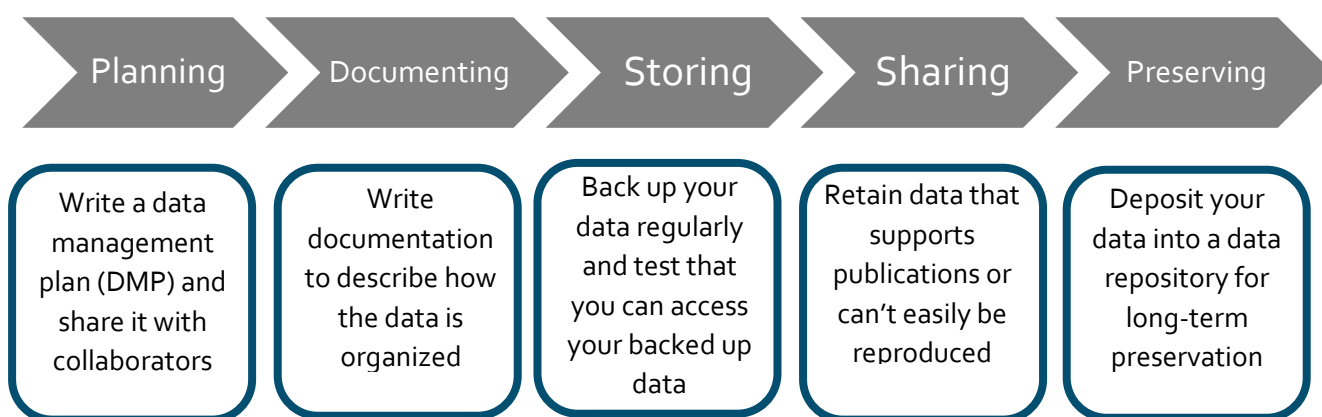 Planning
Documenting
Storing
Sharing
Preserving
Write a data
management
plan (DMP) and
share it with
collaborators
Write
documentation
to describe how
the data is
organized
Back up your
data regularly
and test that
you can access
your backed up
data
Retain data that
supports
publications or
can’t easily be
reproduced
Deposit your
data into a data
repository for
long-term
preservation